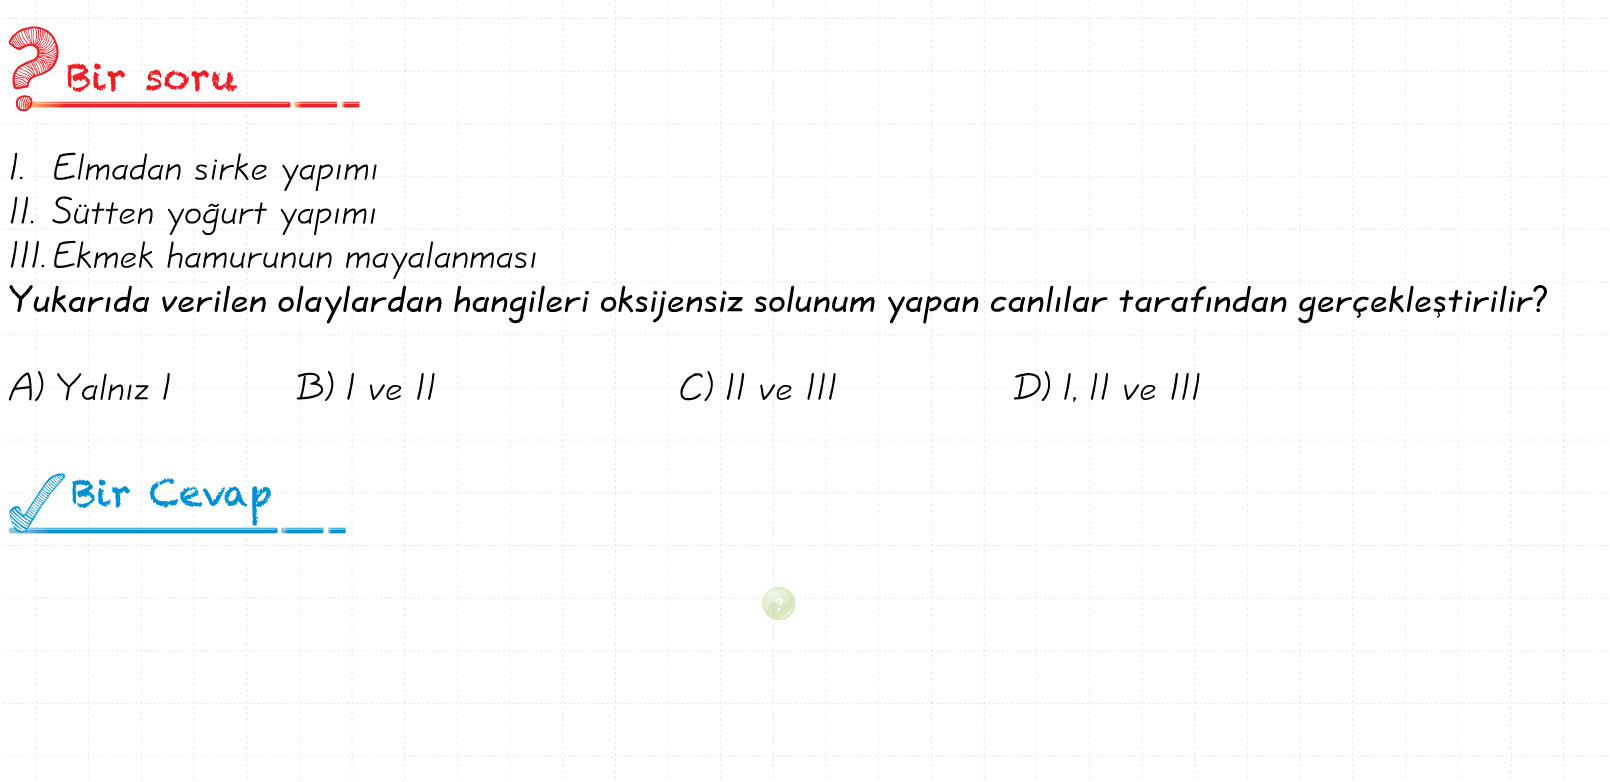 Bir soru
I. Elmadan sirke yapımı
II. Sütten yoğurt yapımı
III. Ekmek hamurunun mayalanması
Yukarıda verilen olaylardan hangileri oksijensiz solunum yapan canlılar tarafından gerçekleştirilir?
A) Yalnız I B) I ve II C) II ve III D) I, II ve III
Bir Cevap
?